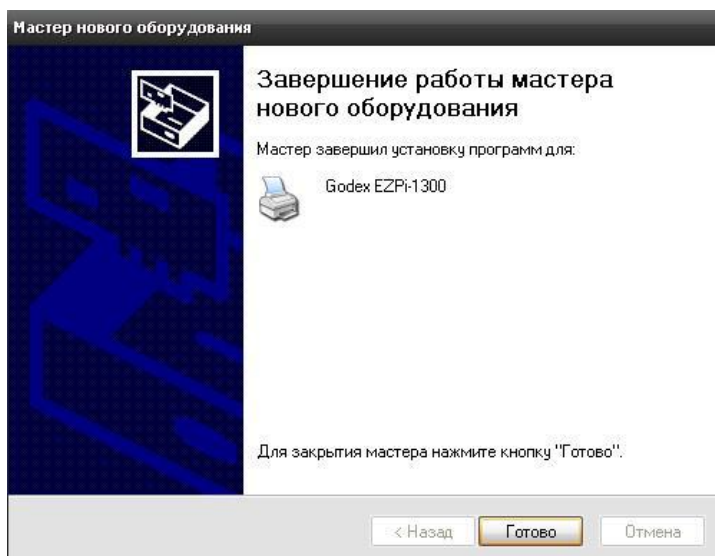 Мастер нового оборудования
Завершение работы мастера
нового оборудования
Мастер завершил установку программ для:
Godex EZPi-1300
Для закрытия мастера нажмите кнопку "Готово".
< Назад Готово Отмена